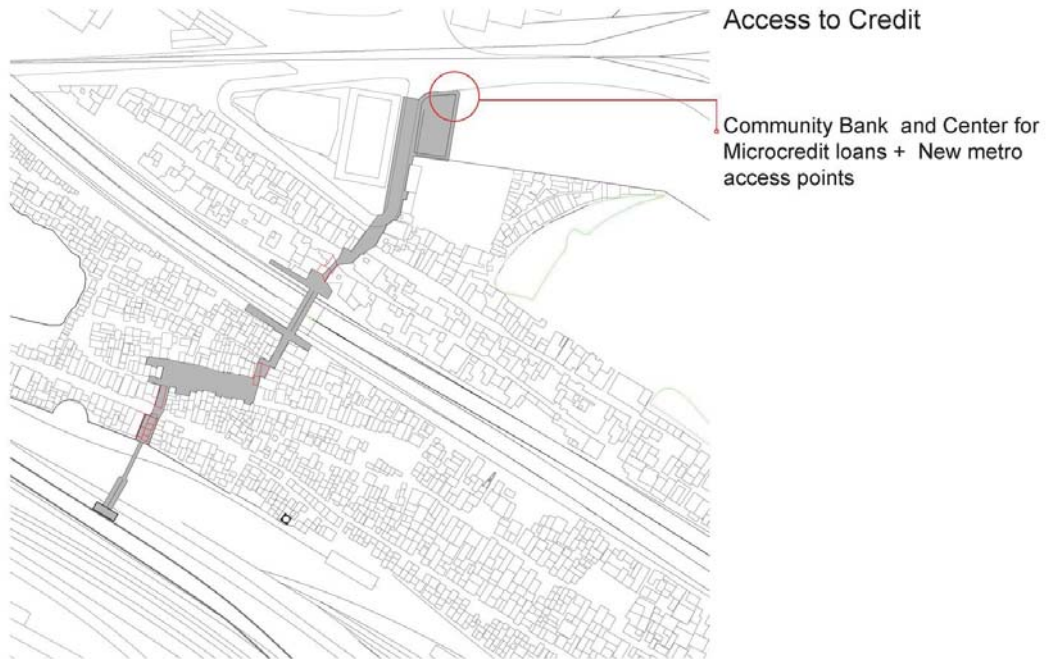 Access to Credit
Community Bank and Center for
Microcredit loans + New metro
access points